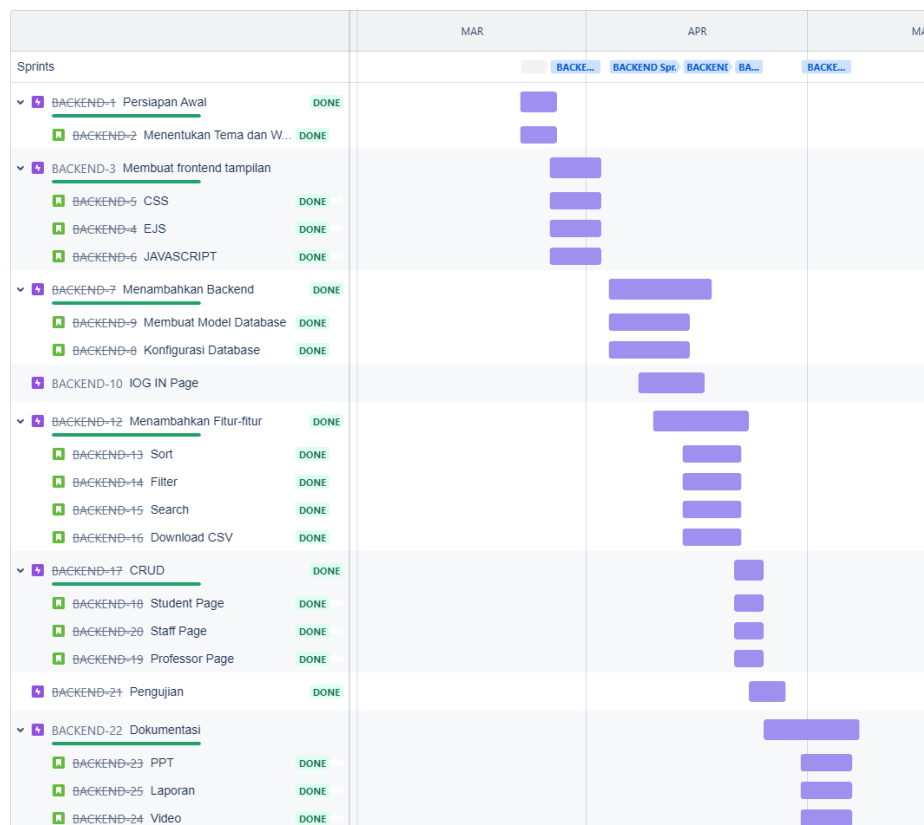 MAR APR MA
Sprints BACKE... BACKEND Spr. BACKEND BA... BACKE...
BACKEND-1 Persiapan Awal DONE
BACKEND-2 Menentukan Tema dan W... DONE
BACKEND-3 Membuat frontend tampilan
BACKEND-5 CSS DONE
BACKEND-4 EJS DONE
BACKEND-6 JAVASCRIPT DONE
BACKEND-7 Menambahkan Backend DONE
BACKEND-9 Membuat Model Database DONE
BACKEND-8 Konfigurasi Database DONE
BACKEND-10 lOG IN Page
BACKEND-12 Menambahkan Fitur-fitur DONE
BACKEND-13 Sort DONE
BACKEND-14 Filter DONE
BACKEND-15 Search DONE
BACKEND-16 Download CSV DONE
BACKEND-17 CRUD DONE
BACKEND-18 Student Page DONE
BACKEND-20 Staff Page DONE
BACKEND-19 Professor Page DONE
BACKEND-21 Pengujian DONE
BACKEND-22 Dokumentasi
BACKEND-23 PPT DONE
BACKEND-25 Laporan DONE
BACKEND-24 Video DONE